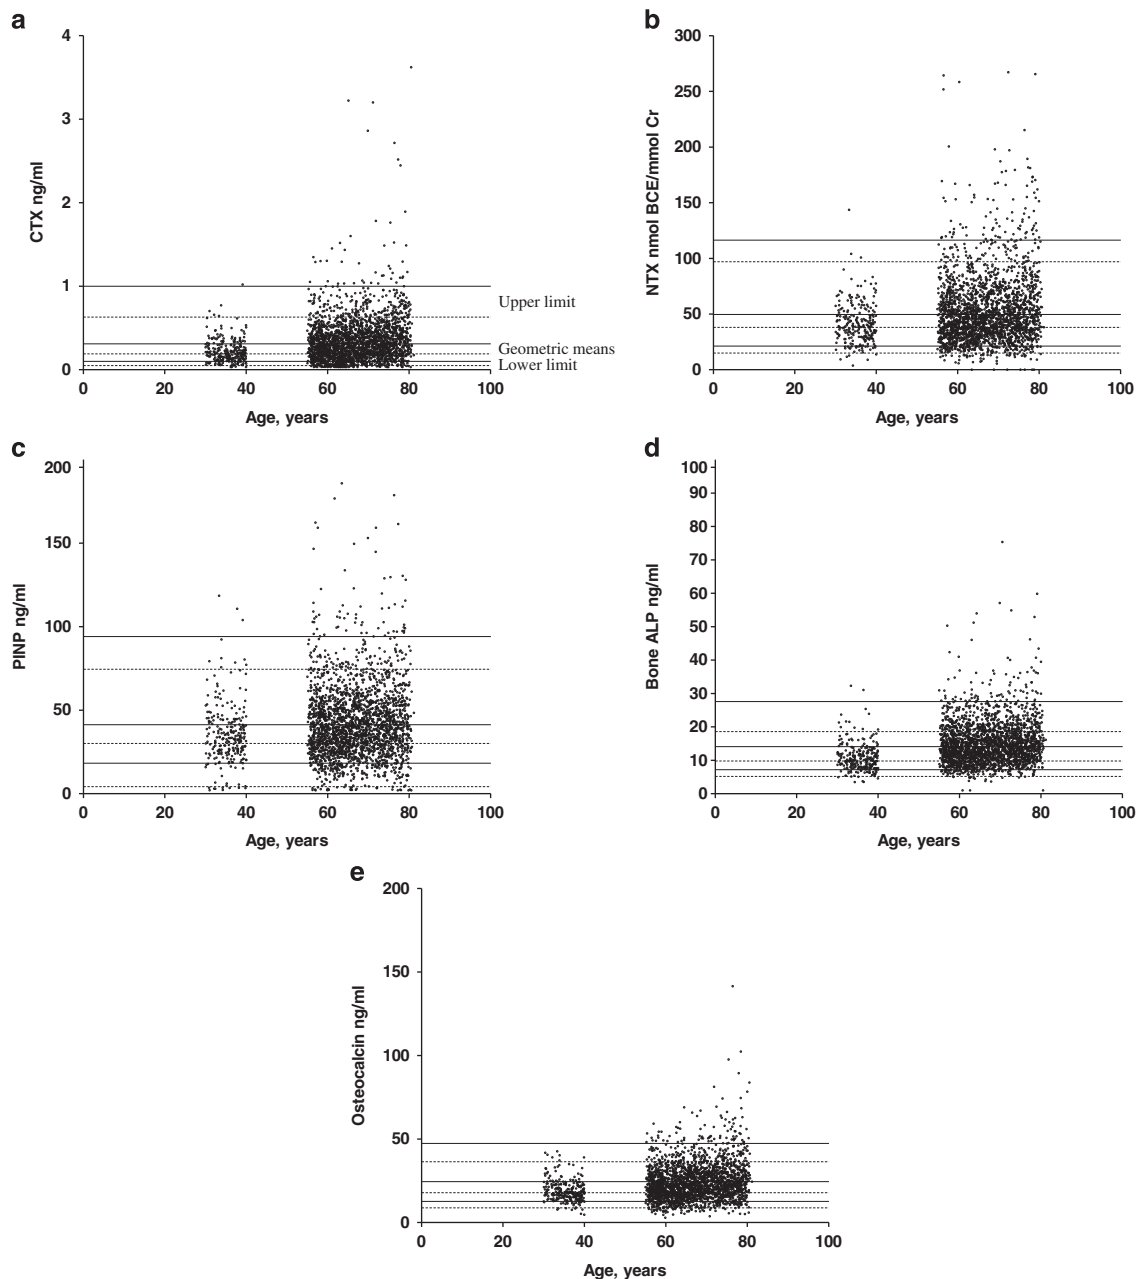 a
4
3
2
1
0
CTX ng/ml
Upper limit
Geometric means
Lower limit
0 20 40 60 80 100
Age, years
b
300
250
200
150
100
50
0
NTX nmol BCE/mmol Cr
0 20 40 60 80 100
Age, years
c
200
150
100
50
0
PINP ng/ml
0 20 40 60 80 100
Age, years
d
100
90
80
70
60
50
40
30
20
10
0
Bone ALP ng/ml
0 20 40 60 80 100
Age, years
e
200
150
100
50
0
Osteocalcin ng/ml
0 20 40 60 80 100
Age, years